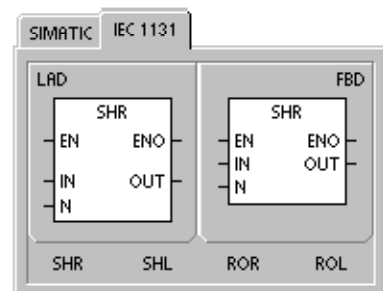 SIMATIC IEC 1131
LAD FBD
SHR SHR
EN ENO EN ENO
IN OUT IN OUT
N N
SHR SHL ROR ROL